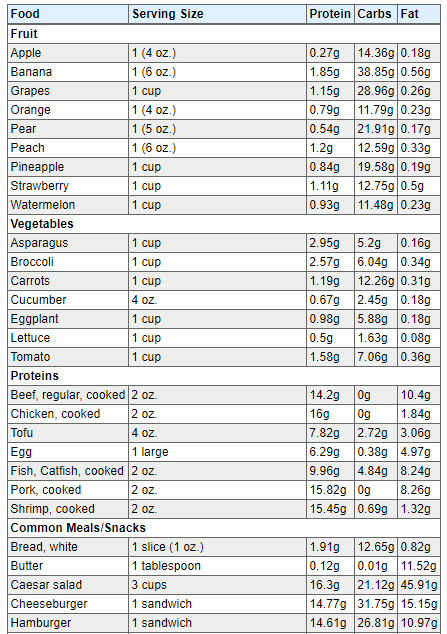 Food Serving Size Protein Carbs Fat
Fruit
Apple 1 (4 oz.) 0.27g 14.36g 0.18g
Banana 1 (6 oz.) 1.85g 38.85g 0.56g
Grapes 1 cup 1.15g 28.96g 0.26g
Orange 1 (4 oz.) 0.79g 11.79g 0.23g
Pear 1 (5 oz.) 0.54g 21.91g 0.17g
Peach 1 (6 oz.) 1.2g 12.59g 0.33g
Pineapple 1 cup 0.84g 19.58g 0.19g
Strawberry 1 cup 1.11g 12.75g 0.5g
Watermelon 1 cup 0.93g 11.48g 0.23g
Vegetables
Asparagus 1 cup 2.95g 5.2g 0.16g
Broccoli 1 cup 2.57g 6.04g 0.34g
Carrots 1 cup 1.19g 12.26g 0.31g
Cucumber 4 oz. 0.67g 2.45g 0.18g
Eggplant 1 cup 0.98g 5.88g 0.18g
Lettuce 1 cup 0.5g 1.63g 0.08g
Tomato 1 cup 1.58g 7.06g 0.36g
Proteins
Beef, regular, cooked 2 oz. 14.2g 0g 10.4g
Chicken, cooked 2 oz. 16g 0g 1.84g
Tofu 4 oz. 7.82g 2.72g 3.06g
Egg 1 large 6.29g 0.38g 4.97g
Fish, Catfish, cooked 2 oz. 9.96g 4.84g 8.24g
Pork, cooked 2 oz. 15.82g 0g 8.26g
Shrimp, cooked 2 oz. 15.45g 0.69g 1.32g
Common Meals/Snacks
Bread, white 1 slice (1 oz.) 1.91g 12.65g 0.82g
Butter 1 tablespoon 0.12g 0.01g 11.52g
Caesar salad 3 cups 16.3g 21.12g 45.91g
Cheeseburger 1 sandwich 14.77g 31.75g 15.15g
Hamburger 1 sandwich 14.61g 26.81g 10.97g